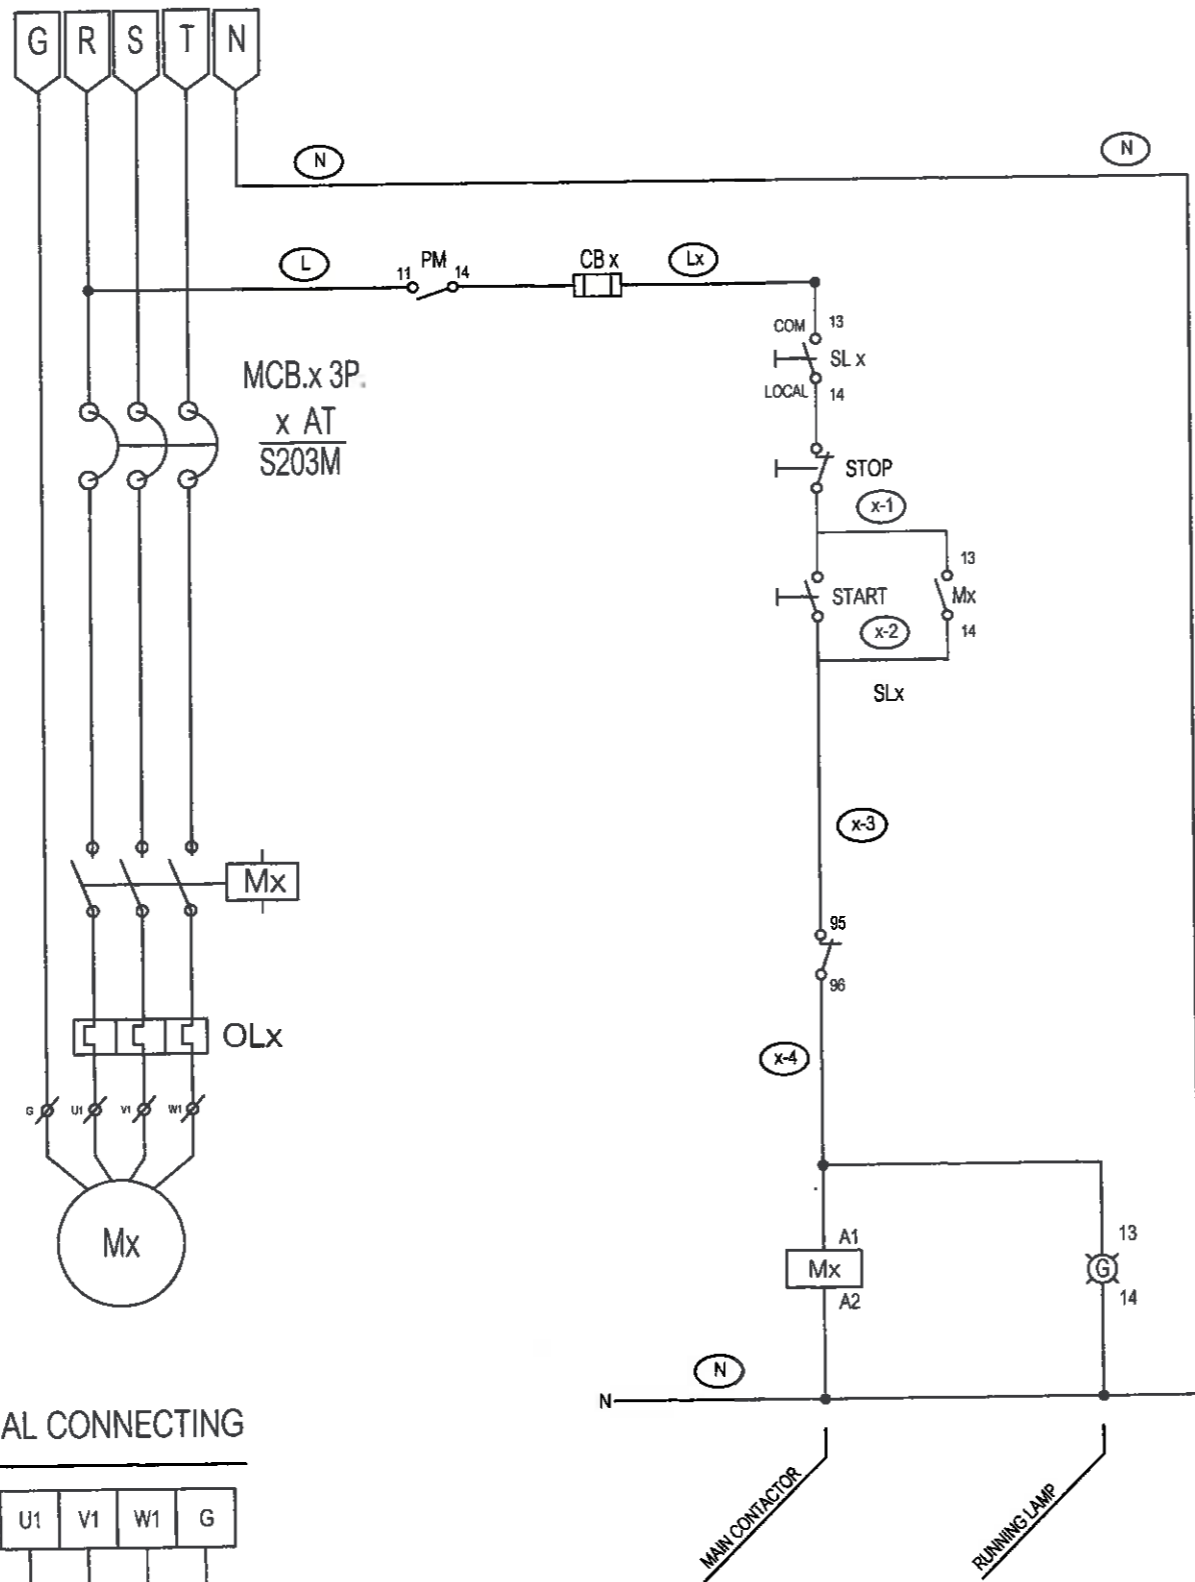 G R S T N
N
N
L
PM
11
14
CB x
Lx
MCB.x 3P.
x AT
S203M
COM
13
SL x
LOCAL
14
STOP
x-1
13
START
Mx
x-2
14
SLx
x-3
Mx
95
96
OLx
x-4
G
U1
V1
W1
Mx
A1
13
Mx
G
A2
14
N
N
AL CONNECTING
U1 V1 W1 G
MAIN CONTACTOR
RUNNING LAMP